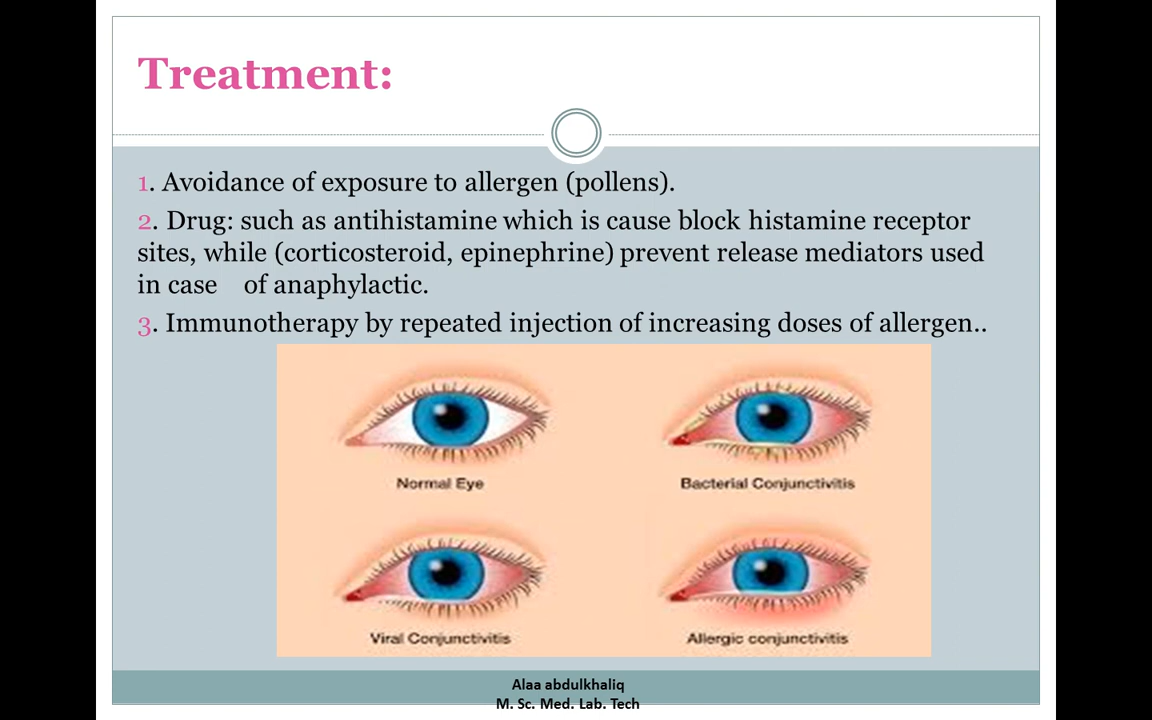 Treatment:
1. Avoidance of exposure to allergen (pollens).
2. Drug: such as antihistamine which is cause block histamine receptor
sites, while (corticosteroid, epinephrine) prevent release mediators used
in case of anaphylactic.
3. Immunotherapy by repeated injection of increasing doses of allergen..
Normal Eye
Bacterial Conjunctivitis
Viral Conjunctivitis
Allergic conjunctivitis
Alaa abdulkhaliq
M. Sc. Med. Lab. Tech